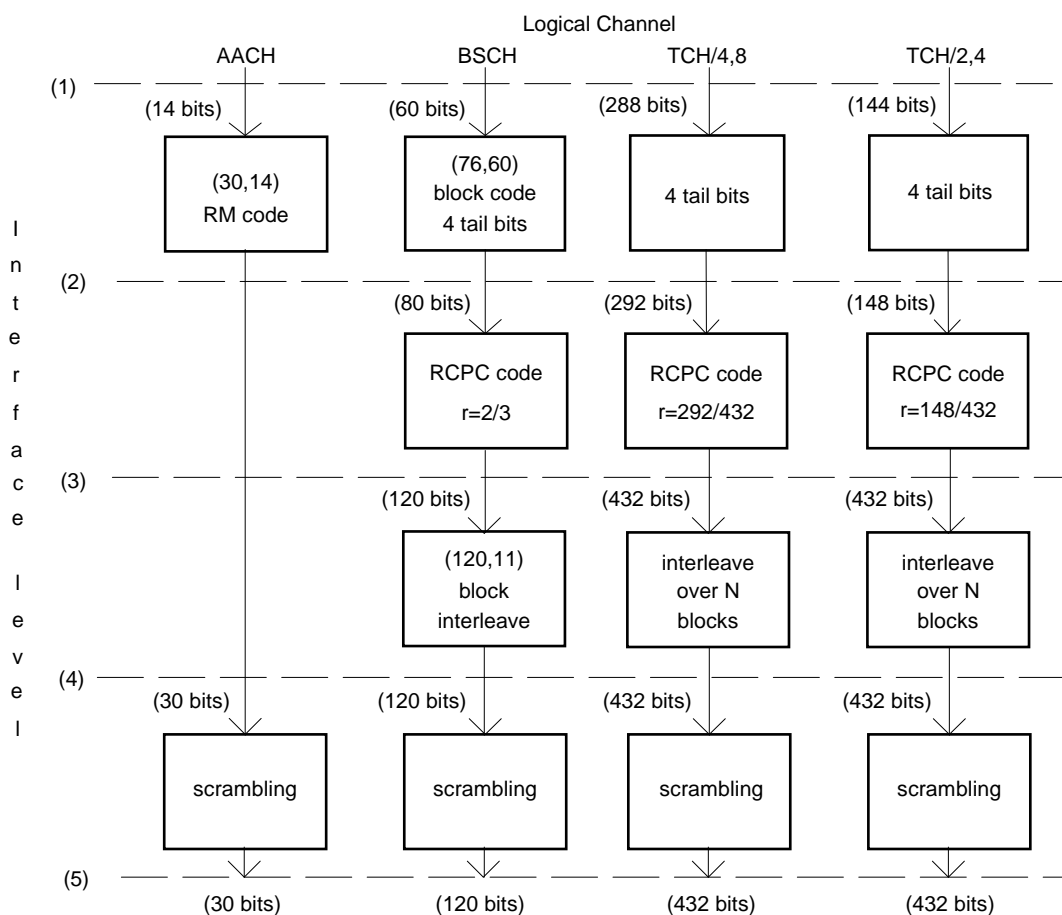 Logical Channel
AACH BSCH TCH/4,8 TCH/2,4
(1)
(14 bits) (60 bits) (288 bits) (144 bits)
(30,14)
RM code
(76,60)
block code
4 tail bits
4 tail bits
4 tail bits
(2)
(80 bits) (292 bits) (148 bits)
RCPC code
r=2/3
RCPC code
r=292/432
RCPC code
r=148/432
(3)
(120 bits) (432 bits) (432 bits)
(120,11)
block
interleave
interleave
over N
blocks
interleave
over N
blocks
(4)
(30 bits) (120 bits) (432 bits) (432 bits)
scrambling scrambling scrambling scrambling
(5)
(30 bits) (120 bits) (432 bits) (432 bits)
Interface level